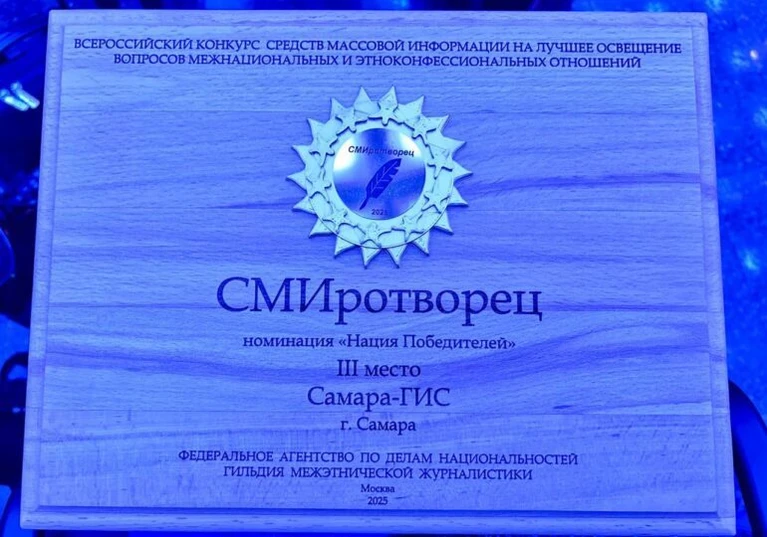 ВСЕРОССИЙСКИЙ КОНКУРС СРЕДСТВ МАССОВОЙ ИНФОРМАЦИИ НА ЛУЧШЕЕ ОСВЕЩЕНИЕ
ВОПРОСОВ МЕЖНАЦИОНАЛЬНЫХ И ЭТНОКОНФЕССИОНАЛЬНЫХ ОТНОШЕНИЙ
СМИротворец
2025
СМИротворец
номинация «Нация Победителей»
III место
Самара-ГИС
г. Самара
ФЕДЕРАЛЬНОЕ АГЕНТСТВО ПО ДЕЛАМ НАЦИОНАЛЬНОСТЕЙ
ГИЛЬДИЯ МЕЖЭТНИЧЕСКОЙ ЖУРНАЛИСТИКИ
Москва
2025